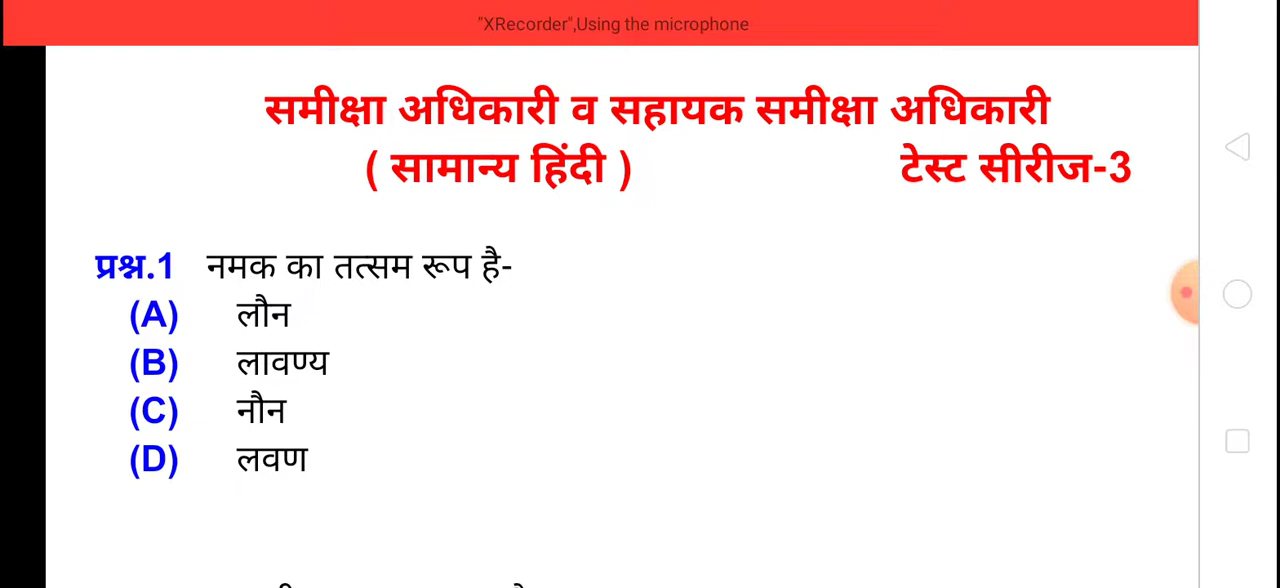 "XRecorder",Using the microphone
समीक्षा अधिकारी व सहायक समीक्षा अधिकारी
( सामान्य हिंदी ) टेस्ट सीरीज-3
प्रश्न.1 नमक का तत्सम रूप है-
(A) लौन
(B) लावण्य
(C) नौन
(D) लवण